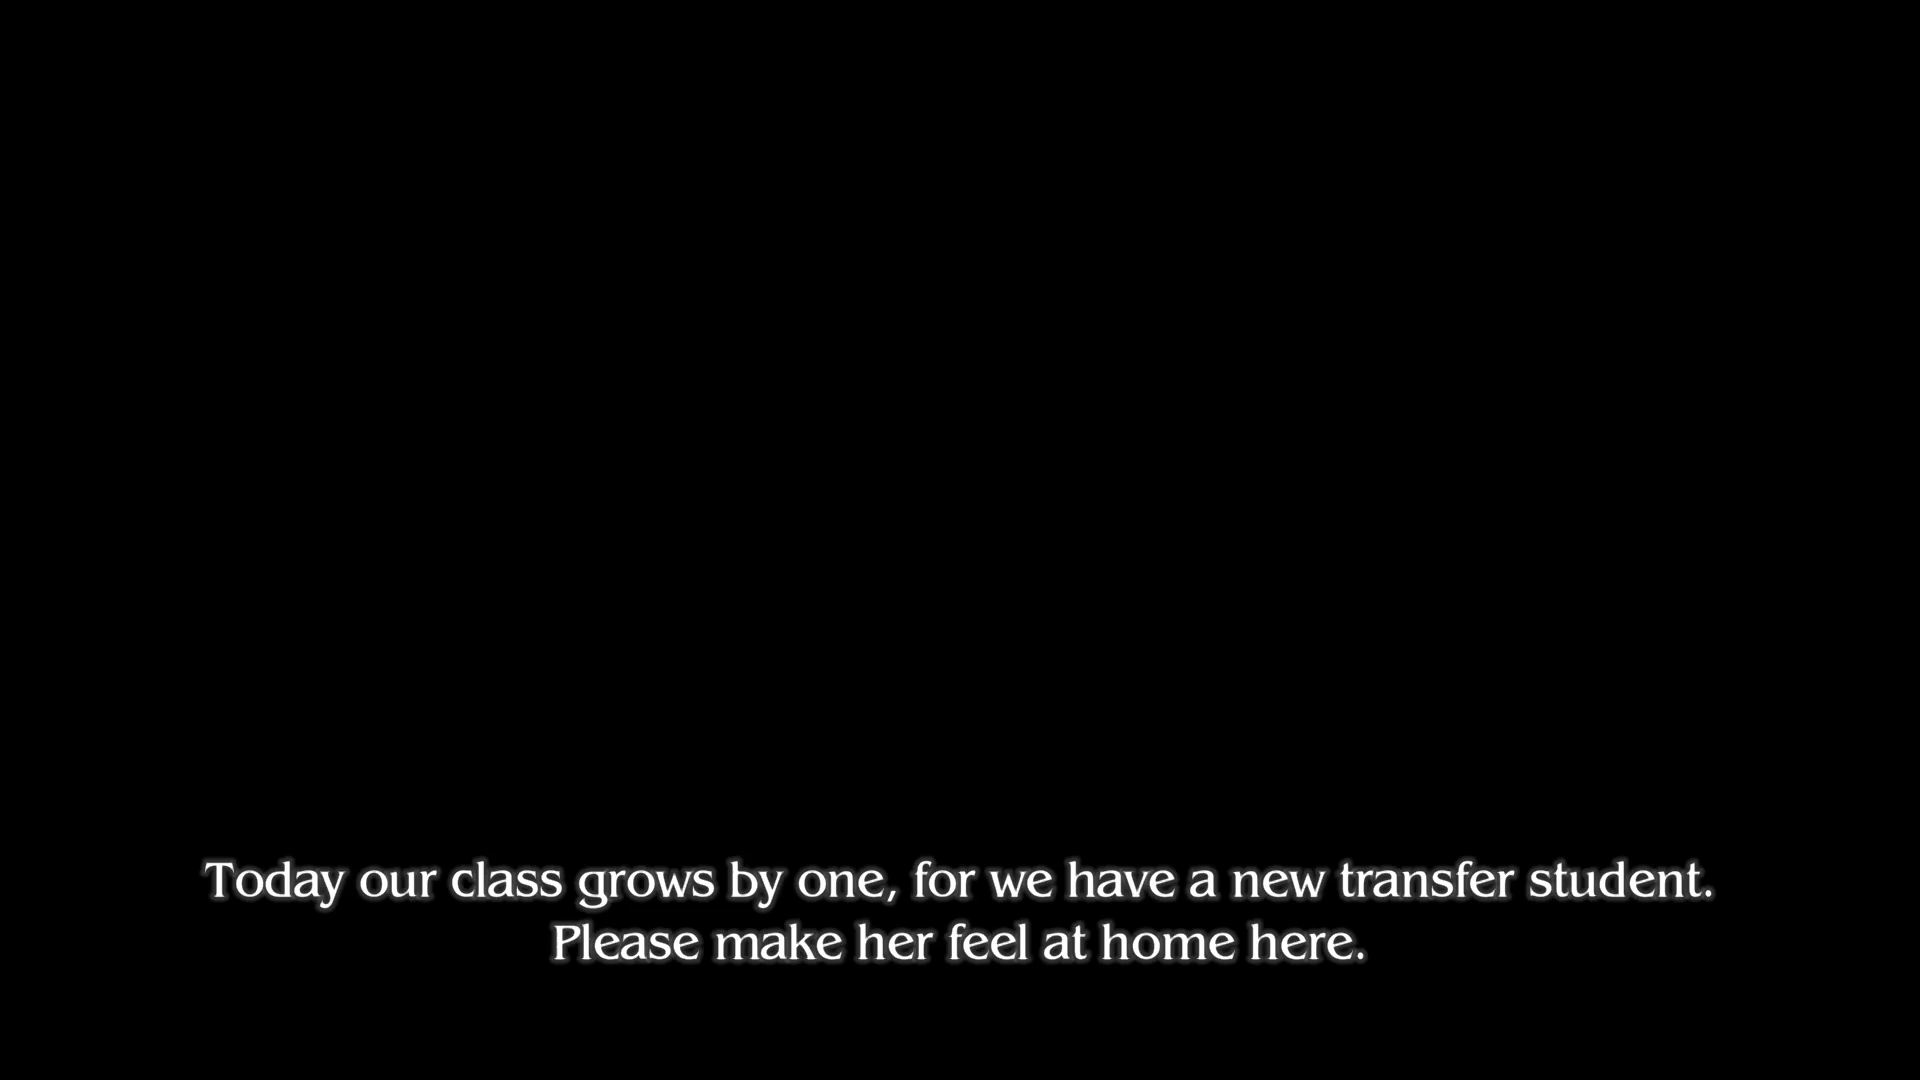 Today our class grows by one, for we have a new transfer student.
Please make her feel at home here.